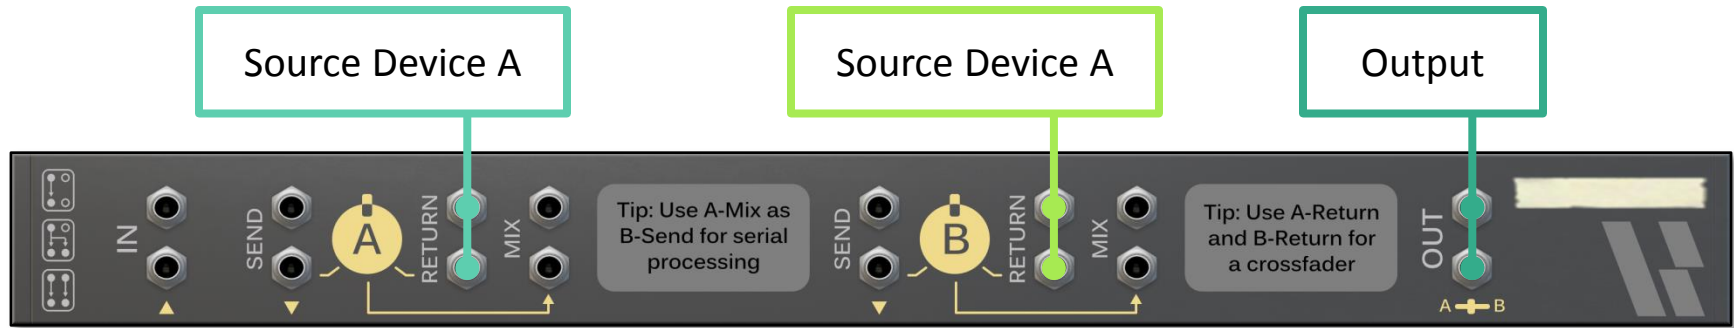 Source Device A
Source Device A
Output
IN
SEND
A
RETURN
MIX
Tip: Use A-Mix as
B-Send for serial
processing
SEND
B
RETURN
MIX
Tip: Use A-Return
and B-Return for
a crossfader
OUT
A B